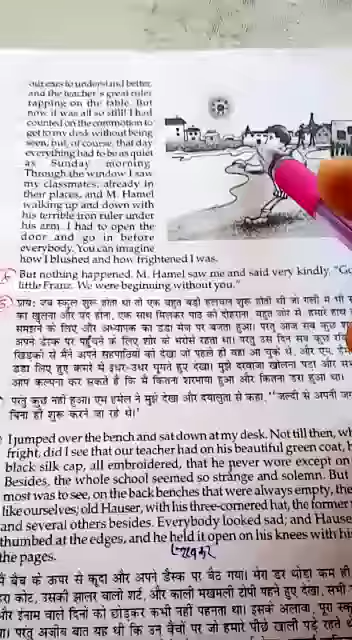 our ears to understand better,
and the teacher's great ruler
rapping on the table. But
now it was all so still! I had
counted on the commotion to
get to my desk without being
seen; but, of course, that day
everything had to be as quiet
as Sunday morning.
Through the window I saw
my classmates, already in
their places, and M. Hamel
walking up and down with
his terrible iron ruler under
his arm. I had to open the
door and go in before
everybody. You can imagine
how I blushed and how frightened I was.
But nothing happened. M. Hamel saw me and said very kindly, "Go
little Franz. We were beginning without you."
प्राय: जब स्कूल शुरू होता था तो एक बहुत बड़ी हलचल शुरू होती थी जो गली में भी
का खुलना और बंद होना, एक साथ मिलकर पाठ को दोहराना बहुत जोर से हमारे हाथ
समझने के लिए और अध्यापक का डंडा मेज पर बजता हुआ। परंतु आज सब कुछ
अपने डेस्क पर पहुँचने के लिए शोर के भरोसे रहता था। परंतु उस दिन सब कुछ
खिड़की से मैंने अपने सहपाठियों को देखा जो पहले ही वहां आ चुके थे, और एम.
डंडा लिए हुए कमरे में इधर-उधर घूमते हुए देखा। मुझे दरवाजा खोलना पड़ा और
आप कल्पना कर सकते है कि मैं कितना शरमाया हुआ और कितना डरा हुआ था।
परंतु कुछ नहीं हुआ। एम हमेल ने मुझे देखा और दयालुता से कहा, "जल्दी से अपनी
बिना ही शुरू करने जा रहे थे।"
I jumped over the bench and sat down at my desk. Not till then,
fright, did I see that our teacher had on his beautiful green coat,
black silk cap, all embroidered, that he never wore except on
Besides, the whole school seemed so strange and solemn. But
most was to see, on the back benches that were always empty, the
like ourselves; old Hauser, with his three-cornered hat, the former
and several others besides. Everybody looked sad; and Hause
thumbed at the edges, and he held it open on his knees with his
the pages.
मैं बैंच के ऊपर से कूदा और अपने डैस्क पर बैठ गया। मेरा डर थोड़ा कम
हरा कोट, उसकी झालर वाली शर्ट, और काली मखमली टोपी पहने हुए देखा,
और ईनाम वाले दिनों को छोड़कर कभी नहीं पहनता था। इसके अलावा, पूरा
परंतु अजीब बात यह थी कि उन बैंचों पर जो हमारे पीछे खाली पड़े रहते